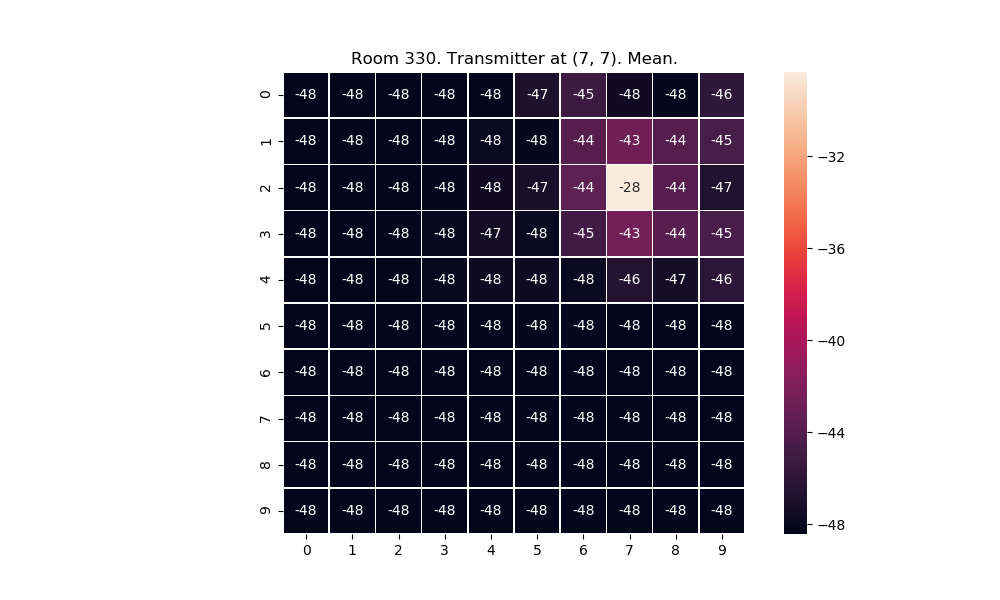 Room 330. Transmitter at (7, 7). Mean.
0 -48 -48 -48 -48 -48 -47 -45 -48 -48 -46
1 -48 -48 -48 -48 -48 -48 -44 -43 -44 -45
2 -48 -48 -48 -48 -48 -47 -44 -28 -44 -47
3 -48 -48 -48 -48 -47 -48 -45 -43 -44 -45
4 -48 -48 -48 -48 -48 -48 -48 -46 -47 -46
5 -48 -48 -48 -48 -48 -48 -48 -48 -48 -48
6 -48 -48 -48 -48 -48 -48 -48 -48 -48 -48
7 -48 -48 -48 -48 -48 -48 -48 -48 -48 -48
8 -48 -48 -48 -48 -48 -48 -48 -48 -48 -48
9 -48 -48 -48 -48 -48 -48 -48 -48 -48 -48
0 1 2 3 4 5 6 7 8 9
−32
−36
−40
−44
−48